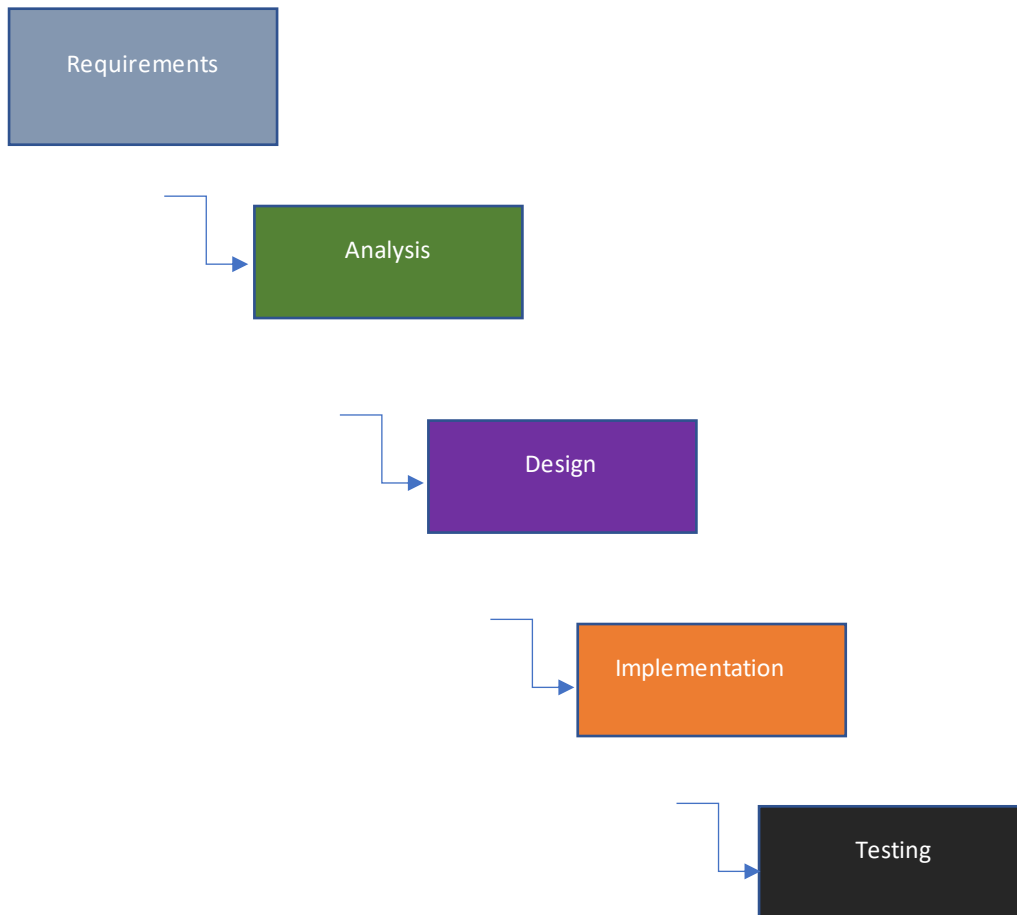 Requirements
Analysis
Design
Implementation
Testing